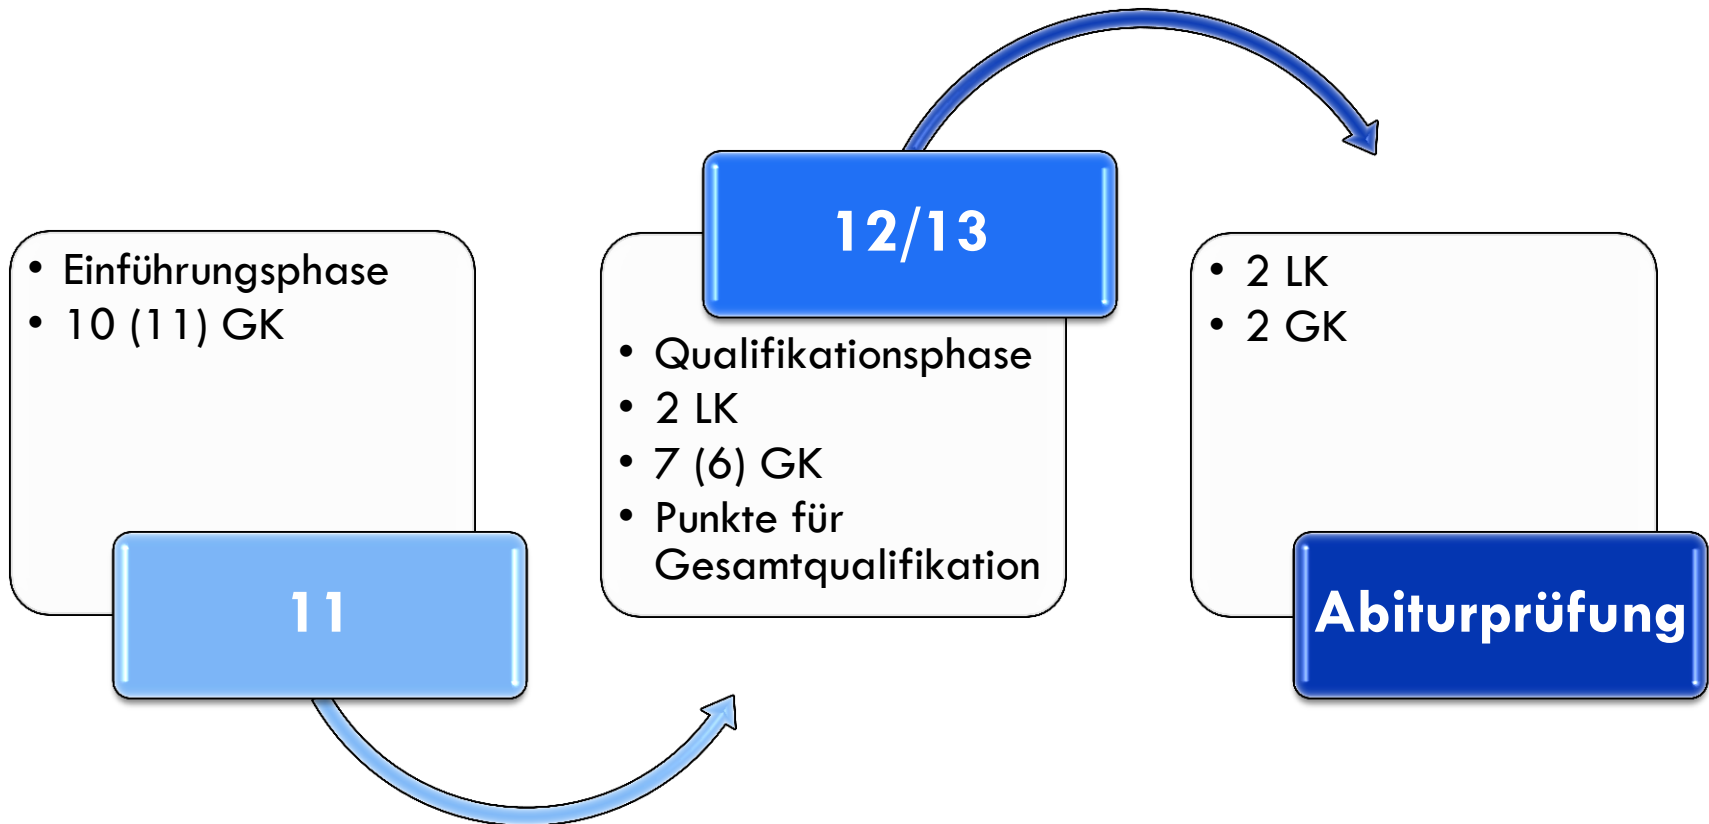 • Einführungsphase
• 10 (11) GK
11
12/13
• Qualifikationsphase
• 2 LK
• 7 (6) GK
• Punkte für
Gesamtqualifikation
• 2 LK
• 2 GK
Abiturprüfung